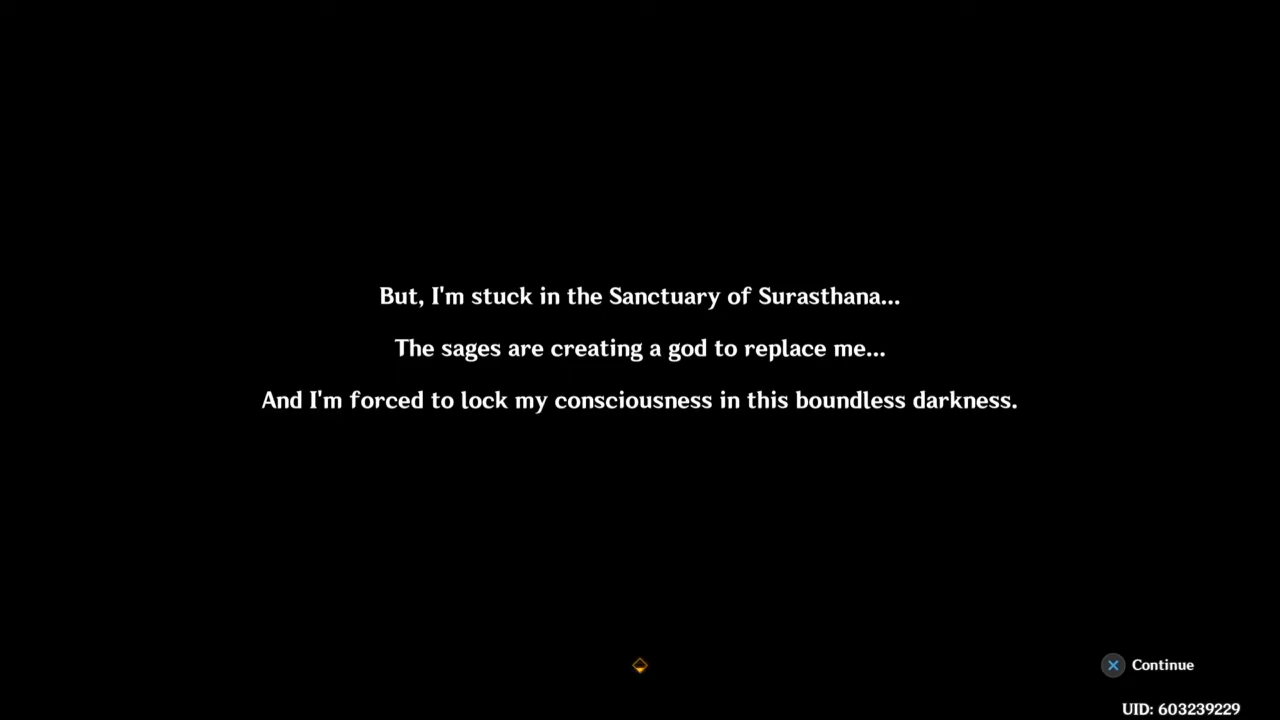 But, I'm stuck in the Sanctuary of Surasthana...
The sages are creating a god to replace me...
And I'm forced to lock my consciousness in this boundless darkness.
Continue
UID: 603239229